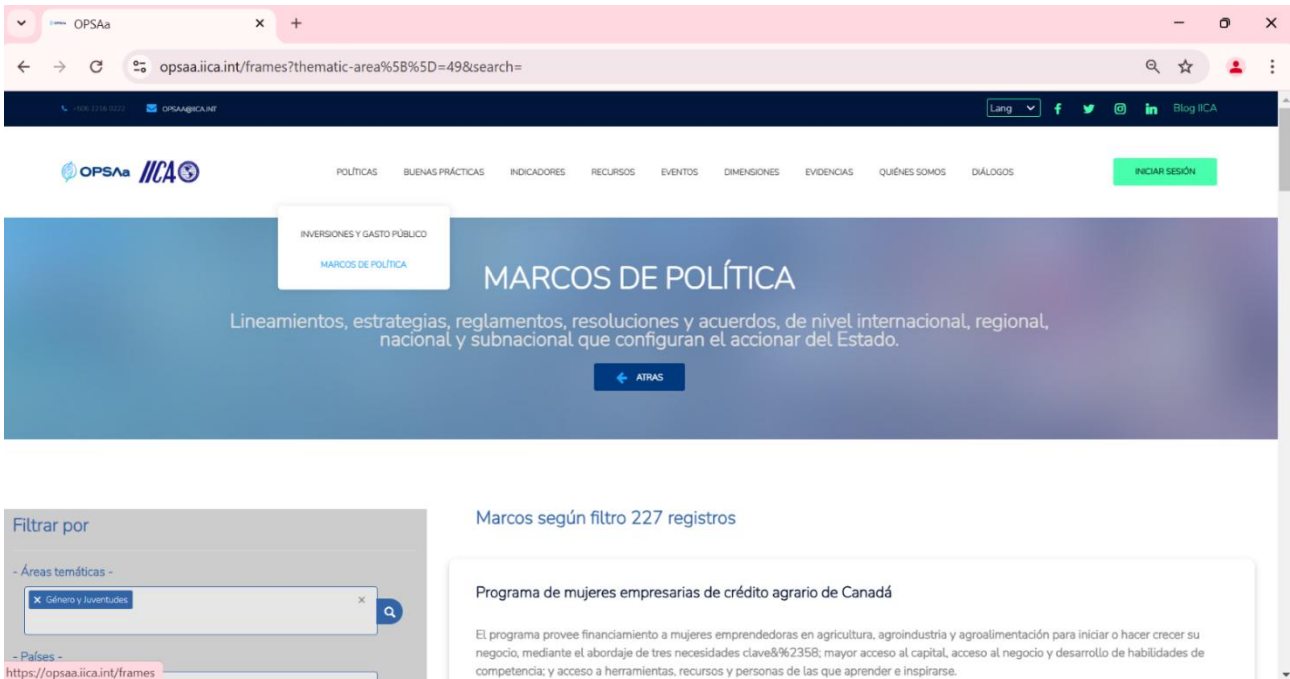 OPSAa
opsaa.iica.int/frames?thematic-area%5B%5D=49&search=
+506 2216 0222 OPSAA@IICA.INT Lang Blog IICA
OPSAa IICA POLÍTICAS BUENAS PRÁCTICAS INDICADORES RECURSOS EVENTOS DIMENSIONES EVIDENCIAS QUIÉNES SOMOS DIÁLOGOS INICIAR SESIÓN
INVERSIONES Y GASTO PÚBLICO
MARCOS DE POLÍTICA
MARCOS DE POLÍTICA
Lineamientos, estrategias, reglamentos, resoluciones y acuerdos, de nivel internacional, regional,
nacional y subnacional que configuran el accionar del Estado.
ATRAS
Filtrar por
- Áreas temáticas -
Género y Juventudes
- Países -
https://opsaa.iica.int/frames
Marcos según filtro 227 registros
Programa de mujeres empresarias de crédito agrario de Canadá
El programa provee financiamiento a mujeres emprendedoras en agricultura, agroindustria y agroalimentación para iniciar o hacer crecer su
negocio, mediante el abordaje de tres necesidades clave&%2358; mayor acceso al capital, acceso al negocio y desarrollo de habilidades de
competencia; y acceso a herramientas, recursos y personas de las que aprender e inspirarse.